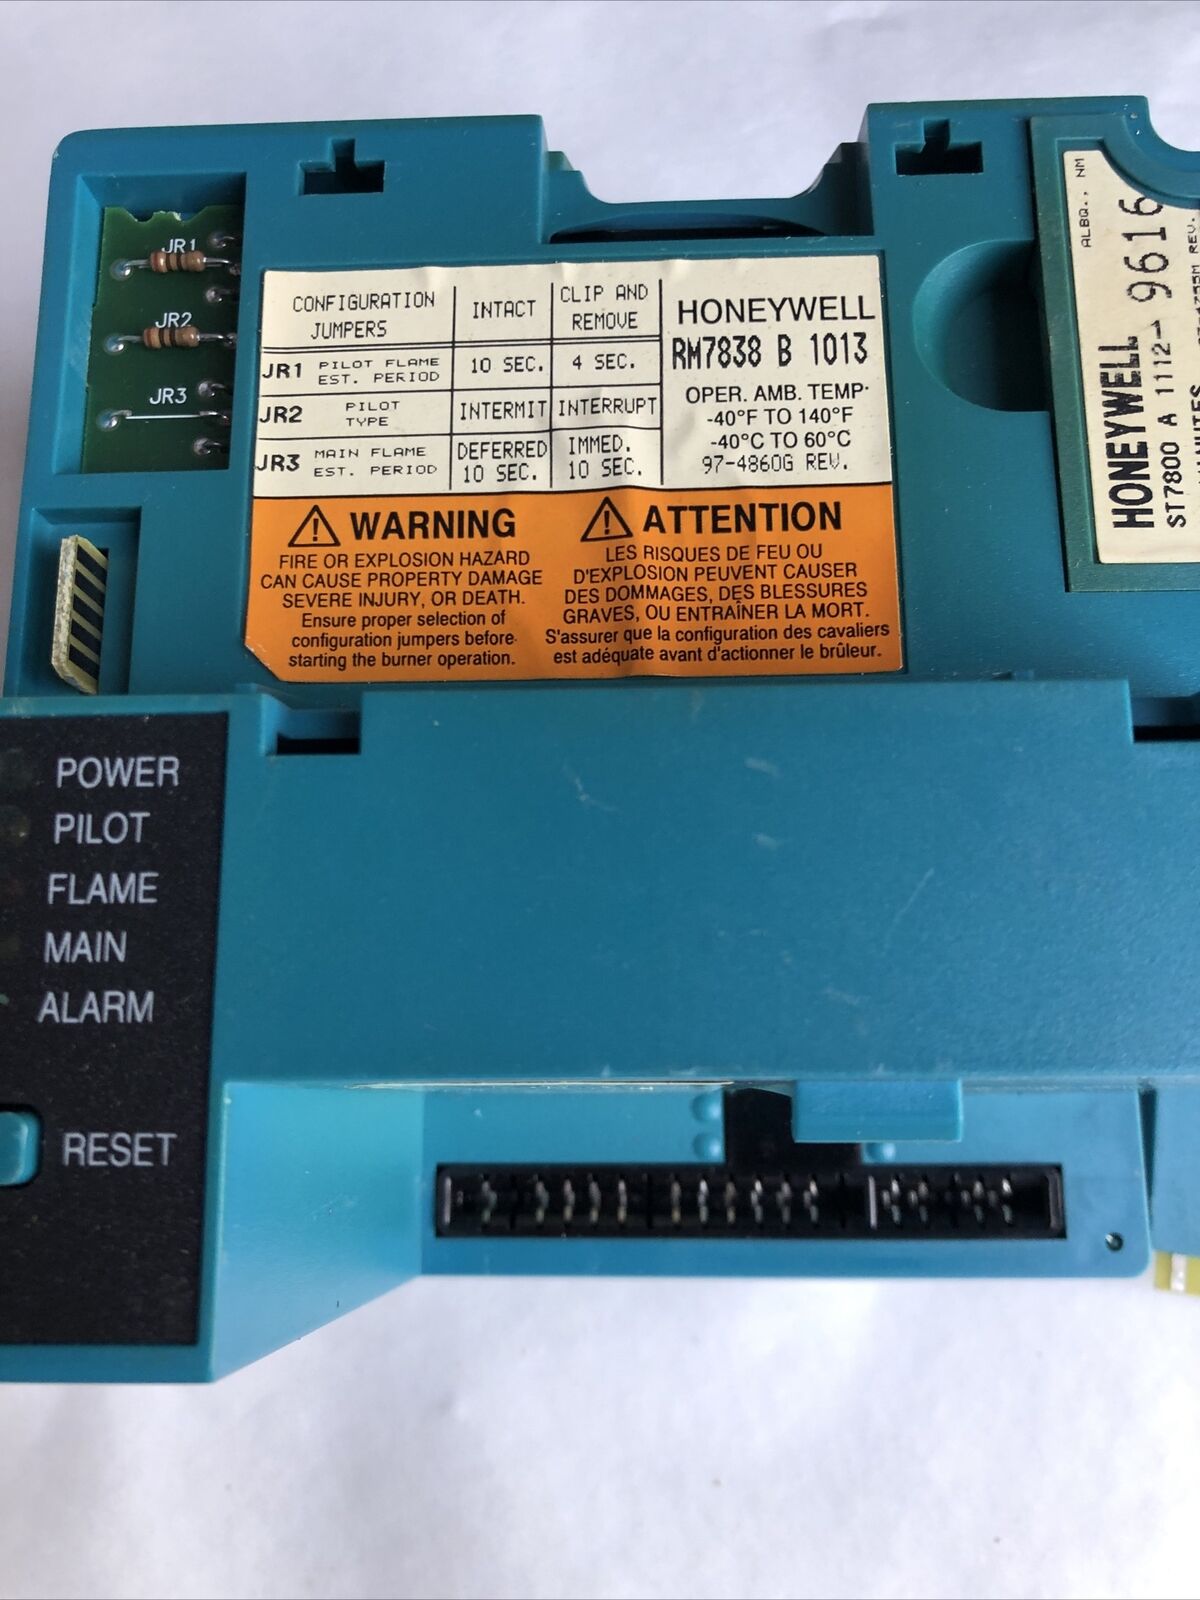 JR1
JR2
JR3
CONFIGURATION JUMPERS INTACT CLIP AND REMOVE
JR1 PILOT FLAME EST. PERIOD 10 SEC. 4 SEC.
JR2 PILOT TYPE INTERMIT INTERRUPT
JR3 MAIN FLAME EST. PERIOD DEFERRED 10 SEC. IMMED. 10 SEC.
HONEYWELL
RM7838 B 1013
OPER. AMB. TEMP.
-40°F TO 140°F
-40°C TO 60°C
97-4860G REV.
WARNING
FIRE OR EXPLOSION HAZARD
CAN CAUSE PROPERTY DAMAGE
SEVERE INJURY, OR DEATH.
Ensure proper selection of
configuration jumpers before
starting the burner operation.
ATTENTION
LES RISQUES DE FEU OU
D'EXPLOSION PEUVENT CAUSER
DES DOMMAGES, DES BLESSURES
GRAVES, OU ENTRAÎNER LA MORT.
S'assurer que la configuration des cavaliers
est adéquate avant d'actionner le brûleur.
ALBQ., NM
HONEYWELL 9616
ST7800 A 1112-
REV.
POWER
PILOT
FLAME
MAIN
ALARM
RESET